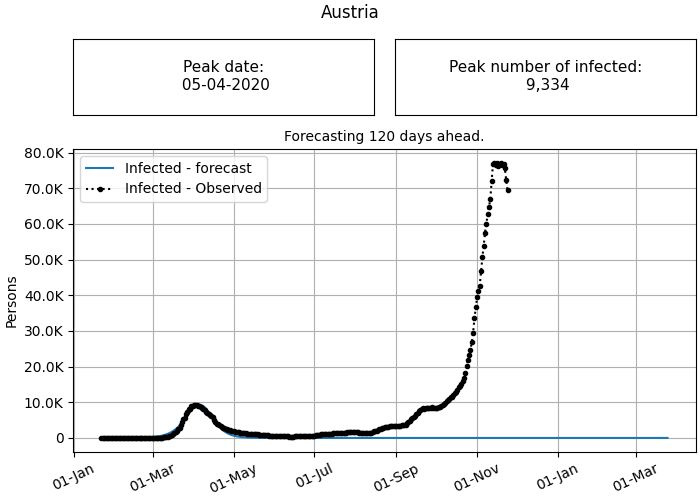 Austria
Peak date:
05-04-2020
Peak number of infected:
9,334
Forecasting 120 days ahead.
Infected - forecast
Infected - Observed
Persons
80.0K
70.0K
60.0K
50.0K
40.0K
30.0K
20.0K
10.0K
0
01-Jan
01-Mar
01-May
01-Jul
01-Sep
01-Nov
01-Jan
01-Mar